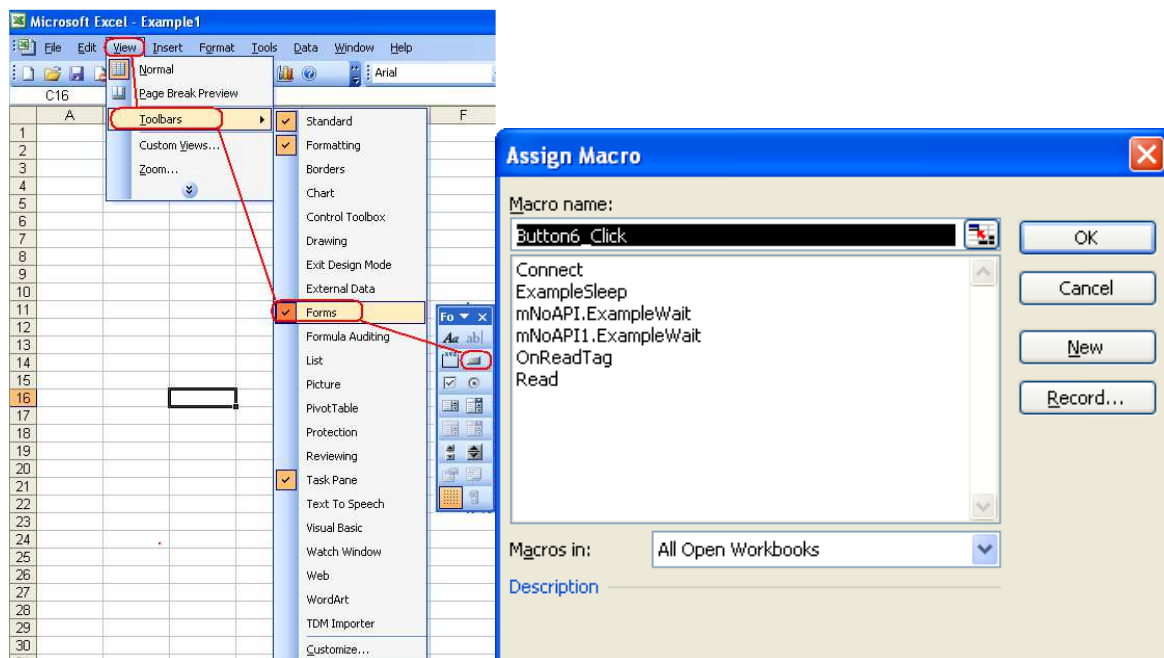 Microsoft Excel - Example1
File Edit View Insert Format Tools Data Window Help
Arial
C16
A F
Normal
Page Break Preview
Toolbars
Custom Views...
Zoom...
Standard
Formatting
Borders
Chart
Control Toolbox
Drawing
Exit Design Mode
External Data
Forms
Formula Auditing
List
Picture
PivotTable
Protection
Reviewing
Task Pane
Text To Speech
Visual Basic
Watch Window
Web
WordArt
TDM Importer
Customize...
1
2
3
4
5
6
7
8
9
10
11
12
13
14
15
16
17
18
19
20
21
22
23
24
25
26
27
28
29
30
Fo
Aa ab|
XYZ
Assign Macro
Macro name:
Button6_Click
Connect
ExampleSleep
mNoAPI.ExampleWait
mNoAPI1.ExampleWait
OnReadTag
Read
OK
Cancel
New
Record...
Macros in: All Open Workbooks
Description